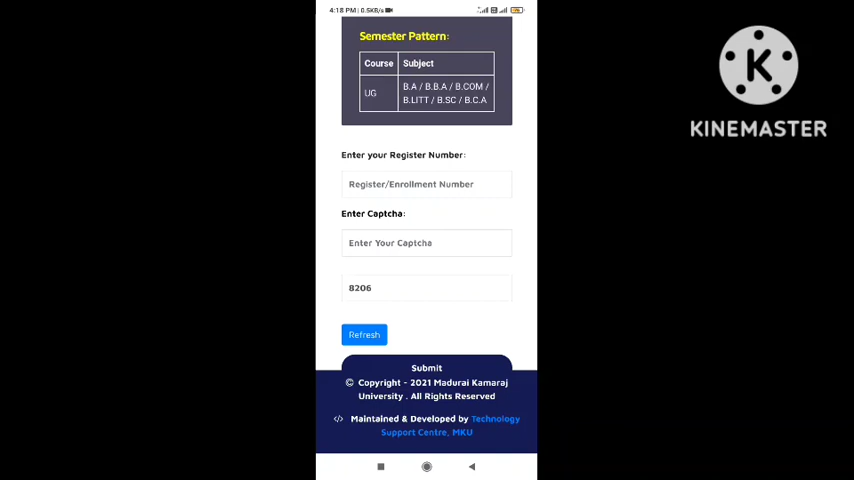 4:18 PM | 0.5KB/s
Semester Pattern:
Course Subject
UG B.A / B.B.A / B.COM /
B.LITT / B.SC / B.C.A
Enter your Register Number:
Register/Enrollment Number
Enter Captcha:
Enter Your Captcha
8206
Refresh
Submit
© Copyright - 2021 Madurai Kamaraj
University . All Rights Reserved
</> Maintained & Developed by Technology
Support Centre, MKU
K
KINEMASTER